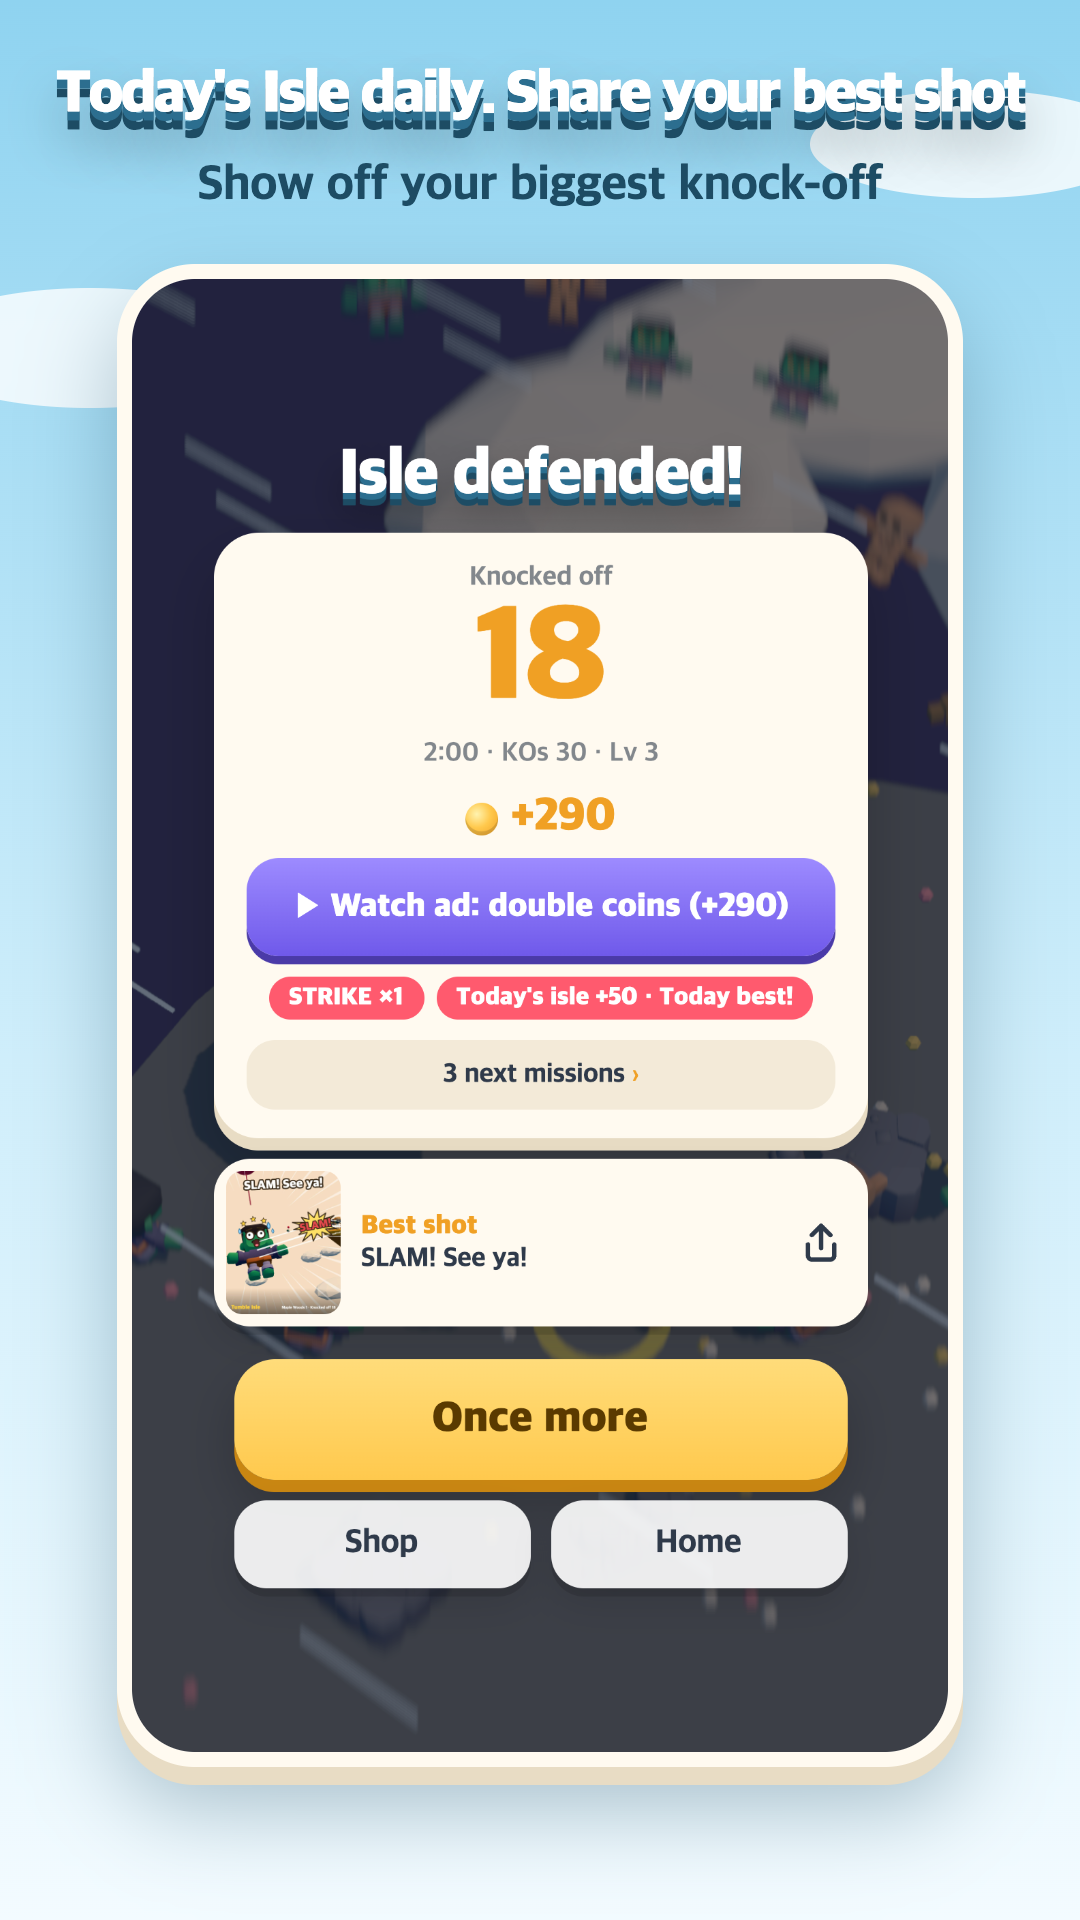 Today's Isle daily. Share your best shot
Show off your biggest knock-off
Isle defended!
Knocked off
18
2:00 · KOs 30 · Lv 3
+290
Watch ad: double coins (+290)
STRIKE ×1
Today's isle +50 · Today best!
3 next missions ›
SLAM! See ya!
SLAM!
Best shot
SLAM! See ya!
Once more
Shop
Home